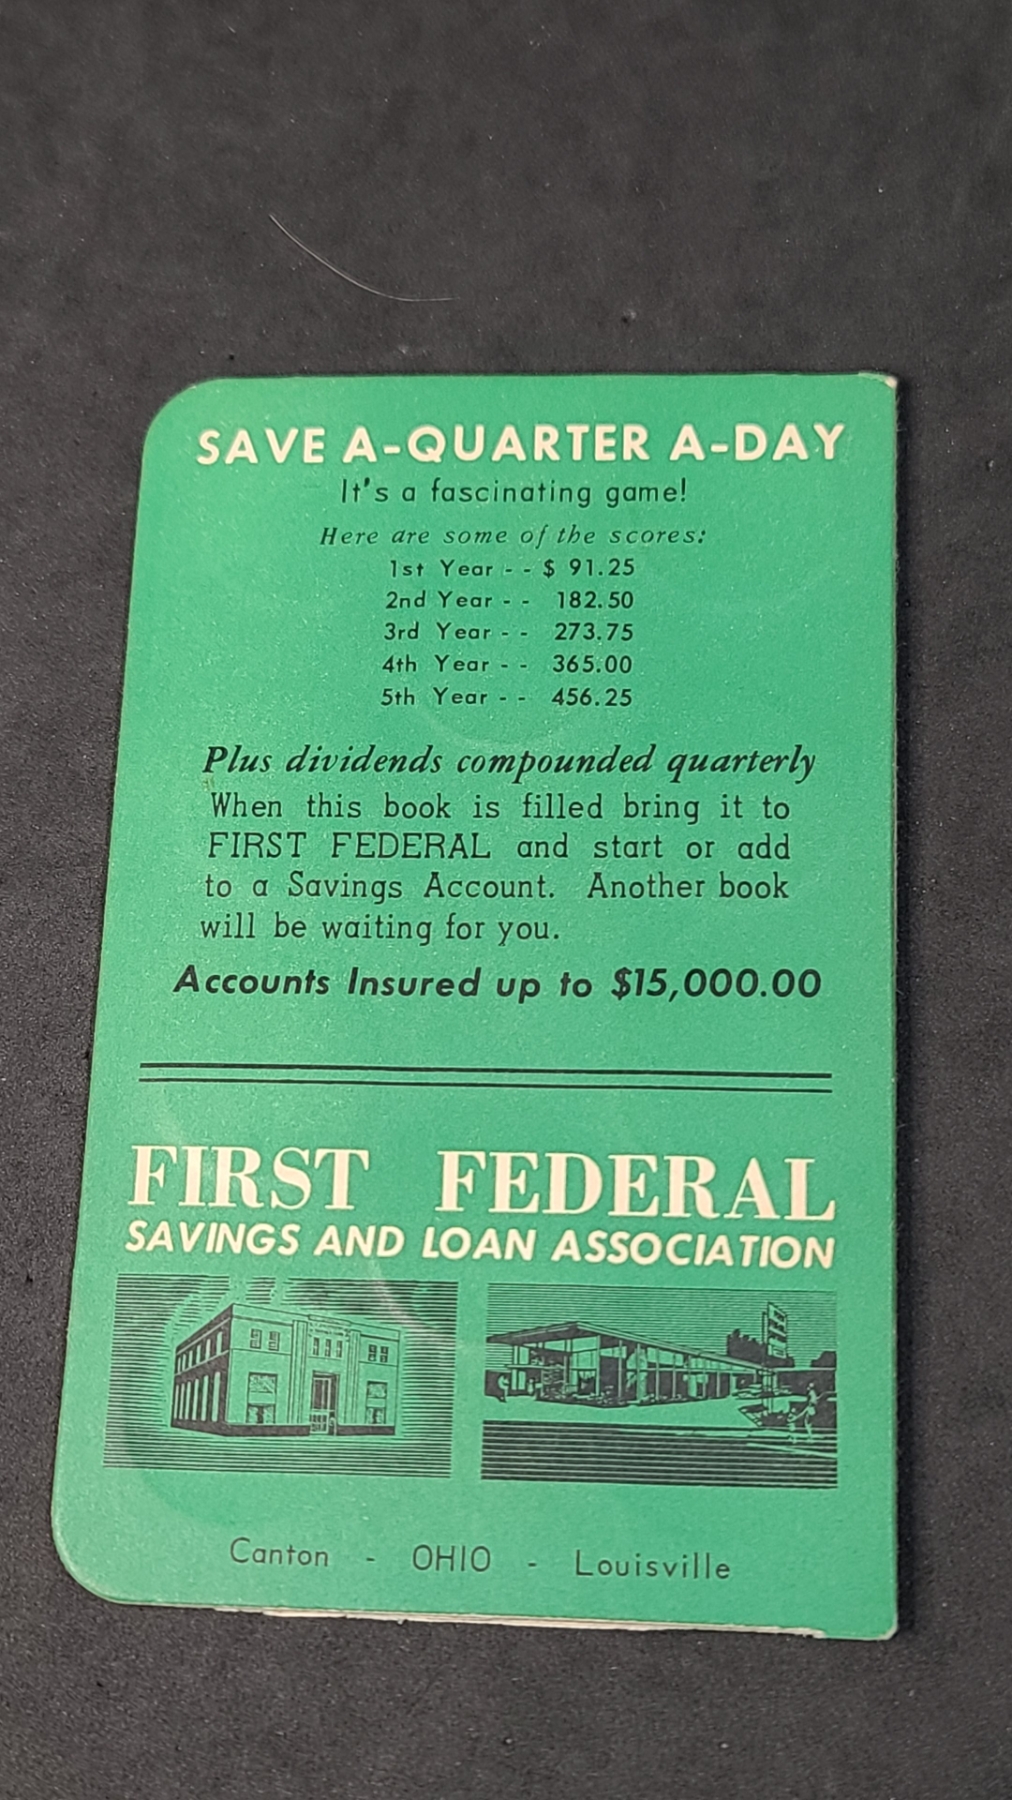 SAVE A-QUARTER A-DAY
It's a fascinating game!
Here are some of the scores:
1st Year - - $ 91.25
2nd Year - - 182.50
3rd Year - - 273.75
4th Year - - 365.00
5th Year - - 456.25
Plus dividends compounded quarterly
When this book is filled bring it to
FIRST FEDERAL and start or add
to a Savings Account. Another book
will be waiting for you.
Accounts Insured up to $15,000.00
FIRST FEDERAL
SAVINGS AND LOAN ASSOCIATION
Canton - OHIO - Louisville